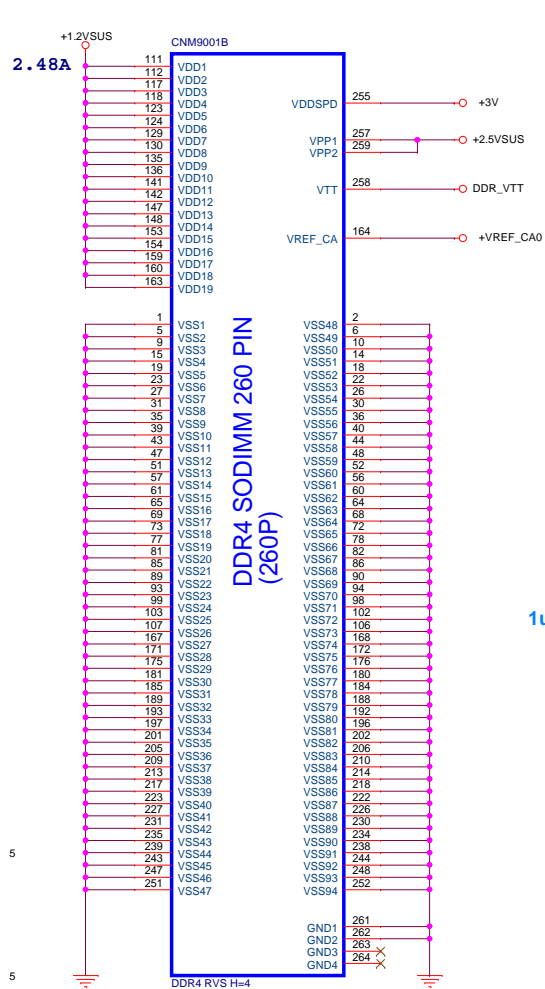 +1.2VSUS
2.48A
CNM9001B
111 VDD1
112 VDD2
117 VDD3
118 VDD4
123 VDD5
124 VDD6
129 VDD7
130 VDD8
135 VDD9
136 VDD10
141 VDD11
142 VDD12
147 VDD13
148 VDD14
153 VDD15
154 VDD16
159 VDD17
160 VDD18
163 VDD19
VDDSPD 255 +3V
VPP1 257 +2.5VSUS
VPP2 259
VTT 258 DDR_VTT
VREF_CA 164 +VREF_CA0
1 VSS1
5 VSS2
9 VSS3
15 VSS4
19 VSS5
23 VSS6
27 VSS7
31 VSS8
35 VSS9
39 VSS10
43 VSS11
47 VSS12
51 VSS13
57 VSS14
61 VSS15
65 VSS16
69 VSS17
73 VSS18
77 VSS19
81 VSS20
85 VSS21
89 VSS22
93 VSS23
99 VSS24
103 VSS25
107 VSS26
167 VSS27
171 VSS28
175 VSS29
181 VSS30
185 VSS31
189 VSS32
193 VSS33
197 VSS34
201 VSS35
205 VSS36
209 VSS37
213 VSS38
217 VSS39
223 VSS40
227 VSS41
231 VSS42
235 VSS43
239 VSS44
243 VSS45
247 VSS46
251 VSS47
DDR4 SODIMM 260 PIN
(260P)
VSS48 2
VSS49 6
VSS50 10
VSS51 14
VSS52 18
VSS53 22
VSS54 26
VSS55 30
VSS56 36
VSS57 40
VSS58 44
VSS59 48
VSS60 52
VSS61 56
VSS62 60
VSS63 64
VSS64 68
VSS65 72
VSS66 78
VSS67 82
VSS68 86
VSS69 90
VSS70 94
VSS71 98
VSS72 102
VSS73 106
VSS74 168
VSS75 172
VSS76 176
VSS77 180
VSS78 184
VSS79 188
VSS80 192
VSS81 196
VSS82 202
VSS83 206
VSS84 210
VSS85 214
VSS86 218
VSS87 222
VSS88 226
VSS89 230
VSS90 234
VSS91 238
VSS92 244
VSS93 248
VSS94 252
GND1 261
GND2 262
GND3 263
GND4 264
DDR4 RVS H=4
5
5